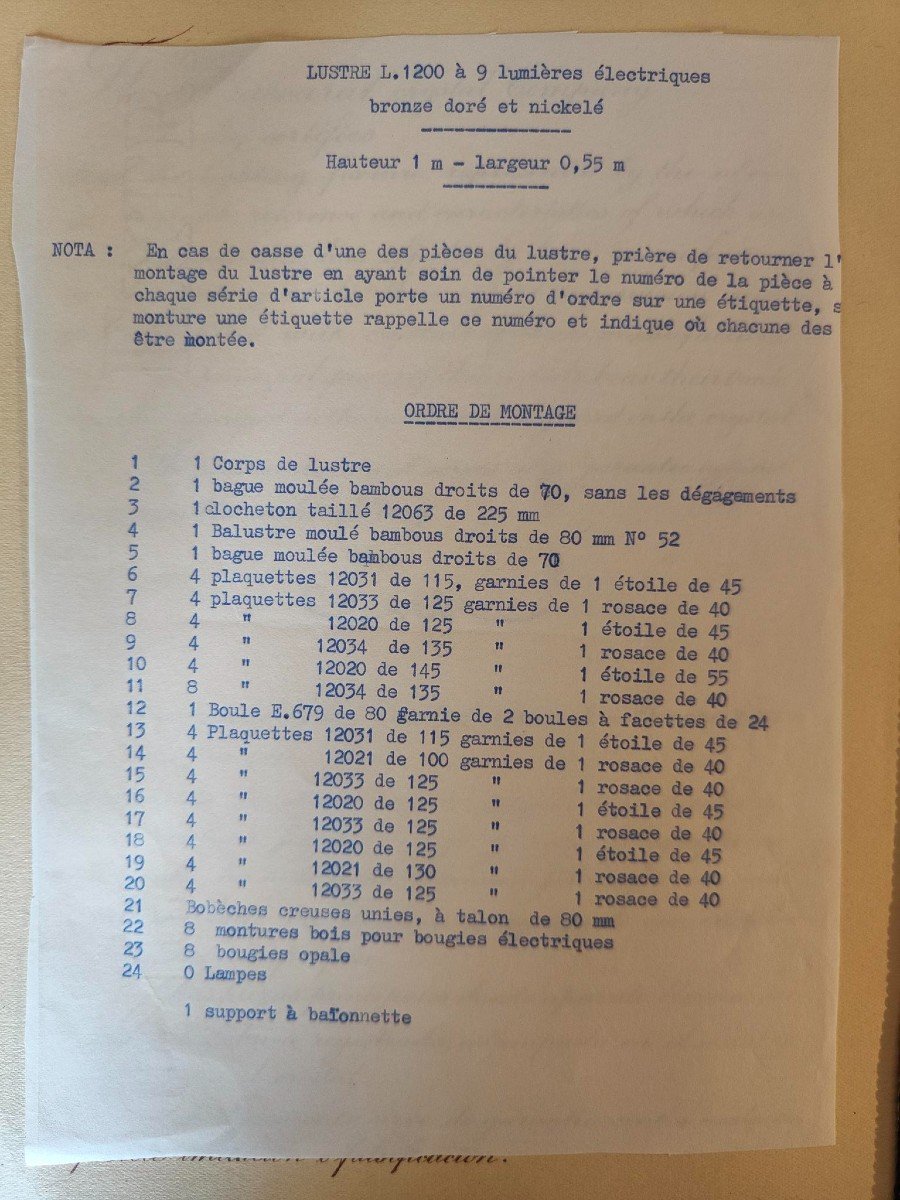 LUSTRE L.1200 à 9 lumières électriques
bronze doré et nickelé
Hauteur 1 m - largeur 0,55 m
NOTA : En cas de casse d'une des pièces du lustre, prière de retourner l'
montage du lustre en ayant soin de pointer le numéro de la pièce à
chaque série d'article porte un numéro d'ordre sur une étiquette, s
monture une étiquette rappelle ce numéro et indique où chacune des
être montée.
ORDRE DE MONTAGE
1 1 Corps de lustre
2 1 bague moulée bambous droits de 70, sans les dégagements
3 1 clocheton taillé 12063 de 225 mm
4 1 Balustre moulé bambous droits de 80 mm N° 52
5 1 bague moulée bambous droits de 70
6 4 plaquettes 12031 de 115, garnies de 1 étoile de 45
7 4 plaquettes 12033 de 125 garnies de 1 rosace de 40
8 4 " 12020 de 125 " 1 étoile de 45
9 4 " 12034 de 135 " 1 rosace de 40
10 4 " 12020 de 145 " 1 étoile de 55
11 8 " 12034 de 135 " 1 rosace de 40
12 1 Boule E.679 de 80 garnie de 2 boules à facettes de 24
13 4 Plaquettes 12031 de 115 garnies de 1 étoile de 45
14 4 " 12021 de 100 garnies de 1 rosace de 40
15 4 " 12033 de 125 " 1 rosace de 40
16 4 " 12020 de 125 " 1 étoile de 45
17 4 " 12033 de 125 " 1 rosace de 40
18 4 " 12020 de 125 " 1 étoile de 45
19 4 " 12021 de 130 " 1 rosace de 40
20 4 " 12033 de 125 " 1 rosace de 40
21 Bobèches creuses unies, à talon de 80 mm
22 8 montures bois pour bougies électriques
23 8 bougies opale
24 0 Lampes
1 support à baïonnette